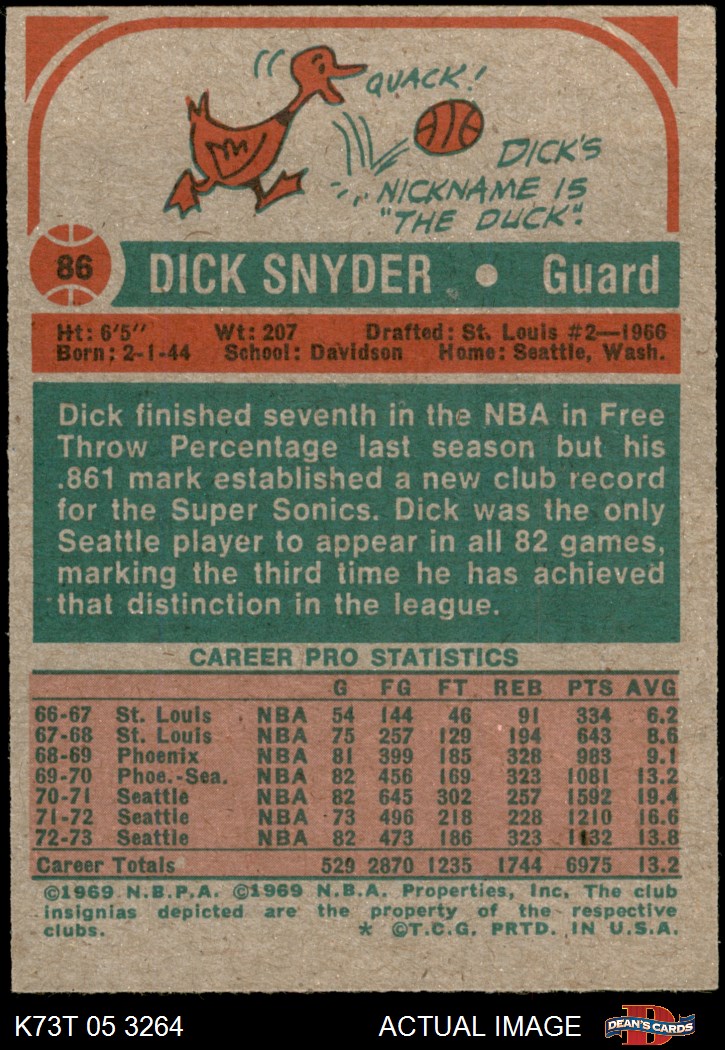 QUACK!
DICK'S
NICKNAME IS
"THE DUCK".
86 DICK SNYDER • Guard
Ht: 6'5" Wt: 207 Drafted: St. Louis #2—1966
Born: 2-1-44 School: Davidson Home: Seattle, Wash.
Dick finished seventh in the NBA in Free
Throw Percentage last season but his
.861 mark established a new club record
for the Super Sonics. Dick was the only
Seattle player to appear in all 82 games,
marking the third time he has achieved
that distinction in the league.
CAREER PRO STATISTICS
G FG FT REB PTS AVG
66-67 St. Louis NBA 54 144 46 91 334 6.2
67-68 St. Louis NBA 75 257 129 194 643 8.6
68-69 Phoenix NBA 81 399 185 328 983 9.1
69-70 Phoe.-Sea. NBA 82 456 169 323 1081 13.2
70-71 Seattle NBA 82 645 302 257 1592 19.4
71-72 Seattle NBA 73 496 218 228 1210 16.6
72-73 Seattle NBA 82 473 186 323 1132 13.8
Career Totals 529 2870 1235 1744 6975 13.2
©1969 N.B.P.A. ©1969 N.B.A. Properties, Inc. The club
insignias depicted are the property of the respective
clubs. * ©T.C.G. PRTD. IN U.S.A.
K73T 05 3264 ACTUAL IMAGE D DEAN'S CARDS